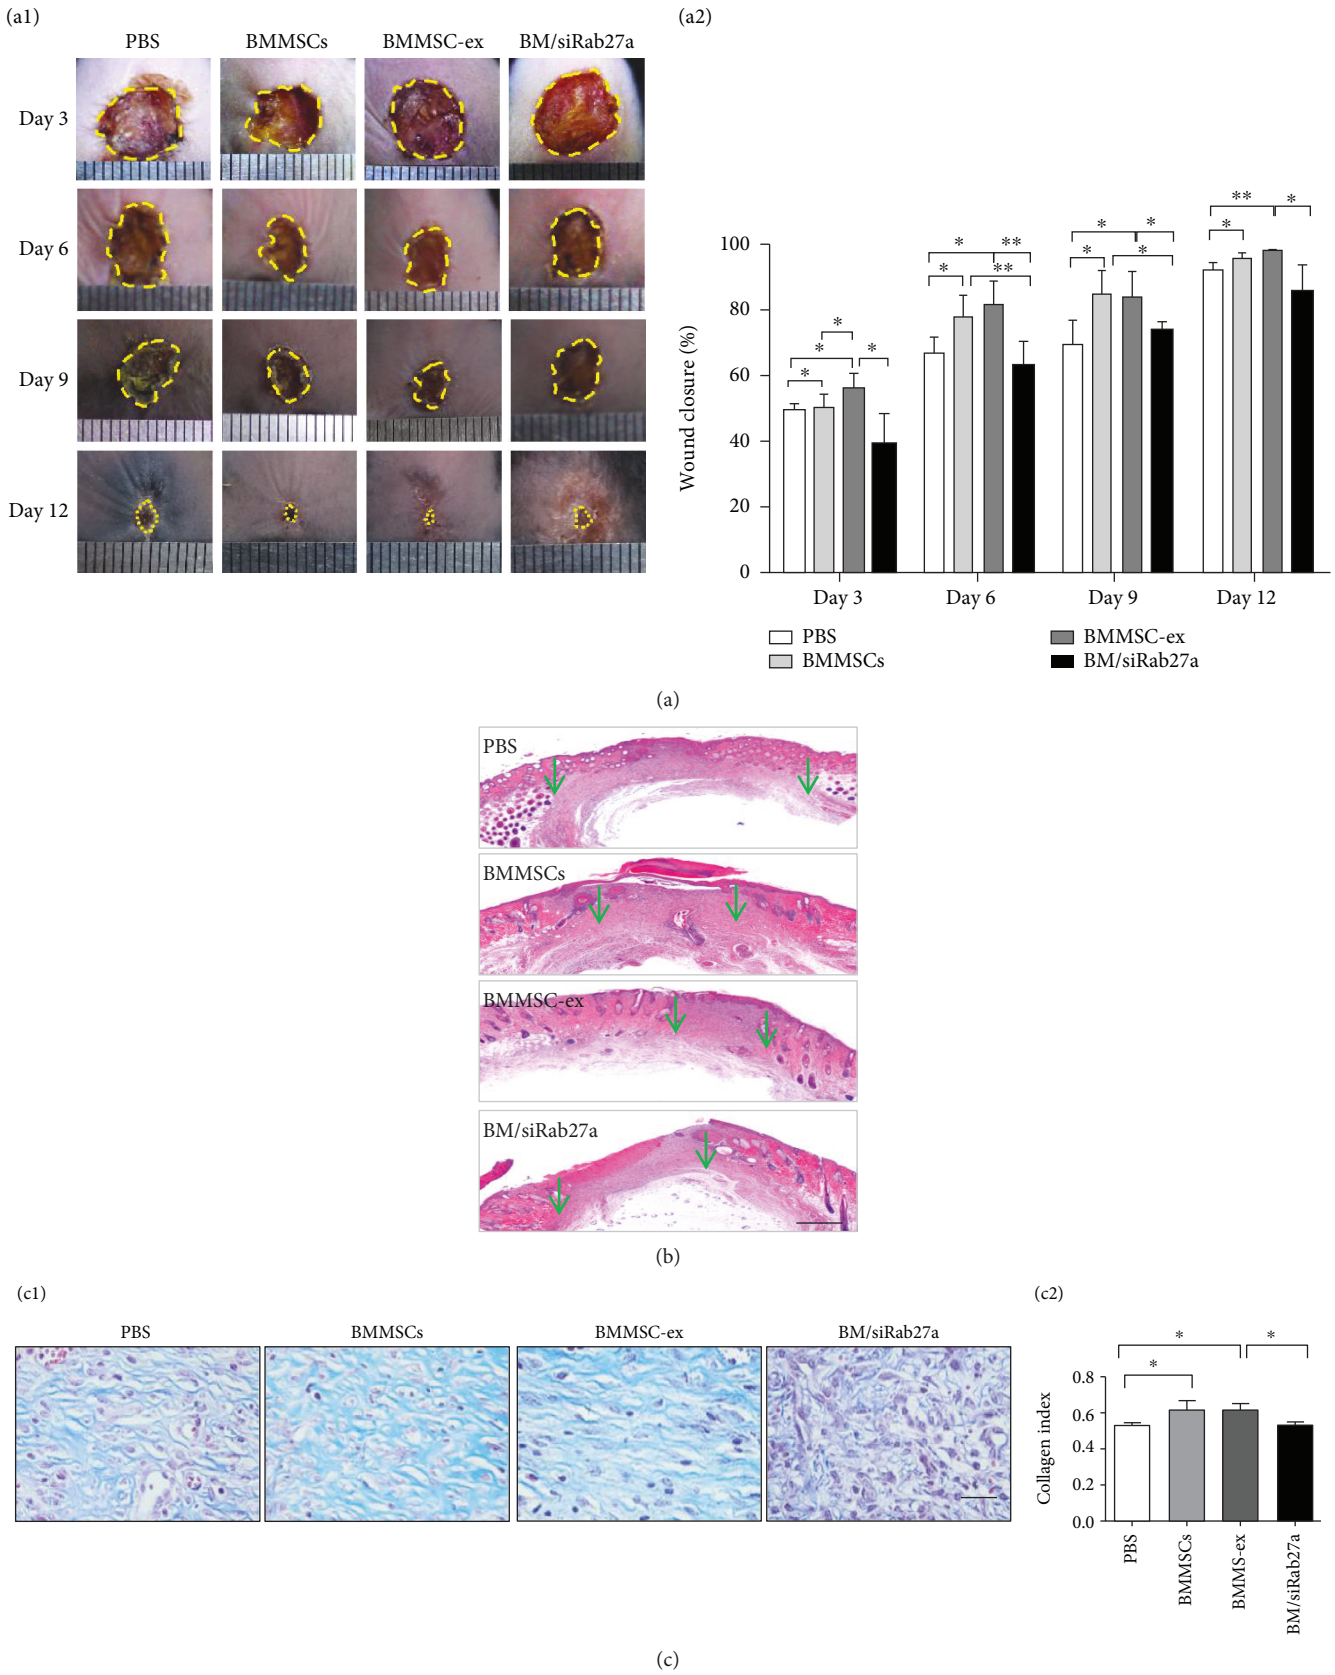 (a1)
PBS BMMSCs BMMSC-ex BM/siRab27a
Day 3
Day 6
Day 9
Day 12
(a2)
** *
* * * *
* ** * * *
* **
*
* *
*
Wound closure (%)
100
80
60
40
20
0
Day 3 Day 6 Day 9 Day 12
PBS BMMSC-ex
BMMSCs BM/siRab27a
(a)
PBS
BMMSCs
BMMSC-ex
BM/siRab27a
(b)
(c1)
PBS BMMSCs BMMSC-ex BM/siRab27a
(c2)
* *
*
Collagen index
0.8
0.6
0.4
0.2
0.0
PBS
BMMSCs
BMMS-ex
BM/siRab27a
(c)